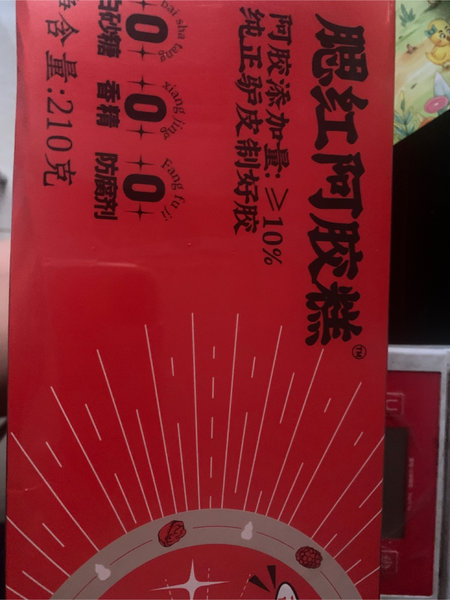 腮红阿胶糕™
阿胶添加量:≥10%
纯正驴皮制好胶
bai sha tang
xiang jing
Fang fu ji
0 0 0
白砂糖 香精 防腐剂
净含量:210克